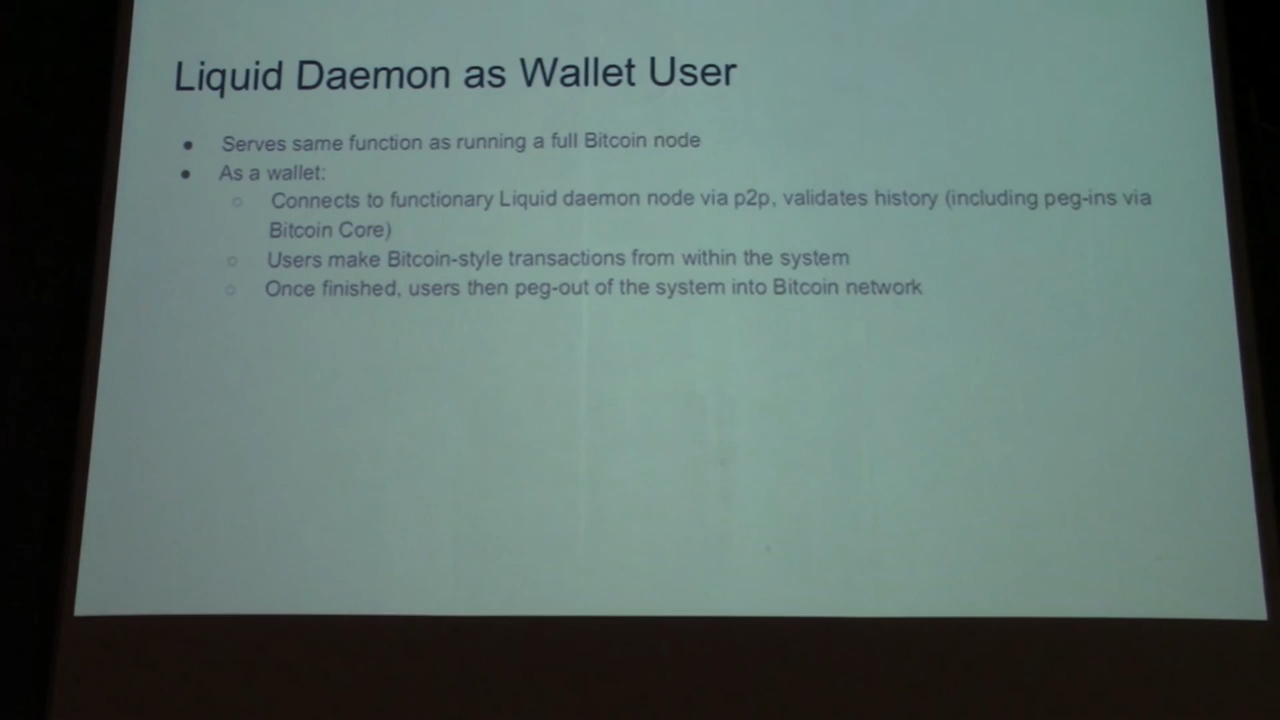 Liquid Daemon as Wallet User
● Serves same function as running a full Bitcoin node
● As a wallet:
○ Connects to functionary Liquid daemon node via p2p, validates history (including peg-ins via
Bitcoin Core)
○ Users make Bitcoin-style transactions from within the system
○ Once finished, users then peg-out of the system into Bitcoin network